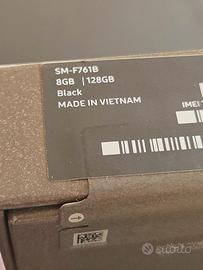 SM-F761B
8GB | 128GB
Black
MADE IN VIETNAM
IMEI
subito